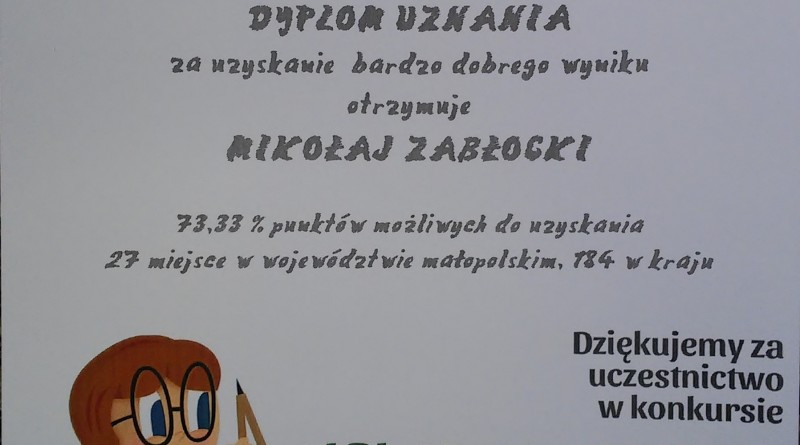 DYPLOM UZNANIA
za uzyskanie bardzo dobrego wyniku
otrzymuje
MIKOŁAJ ZABŁOCKI
73,33 % punktów możliwych do uzyskania
27 miejsce w województwie małopolskim, 184 w kraju
Dziękujemy za
uczestnictwo
w konkursie